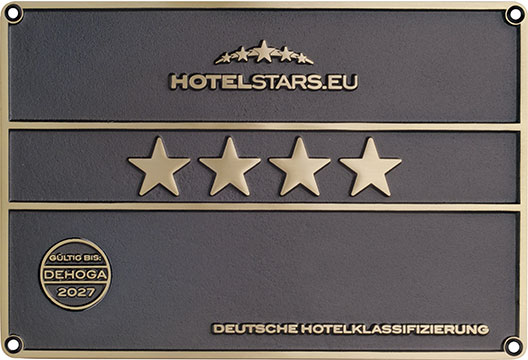 HOTELSTARS.EU
GÜLTIG BIS:
DEHOGA
2027
DEUTSCHE HOTELKLASSIFIZIERUNG